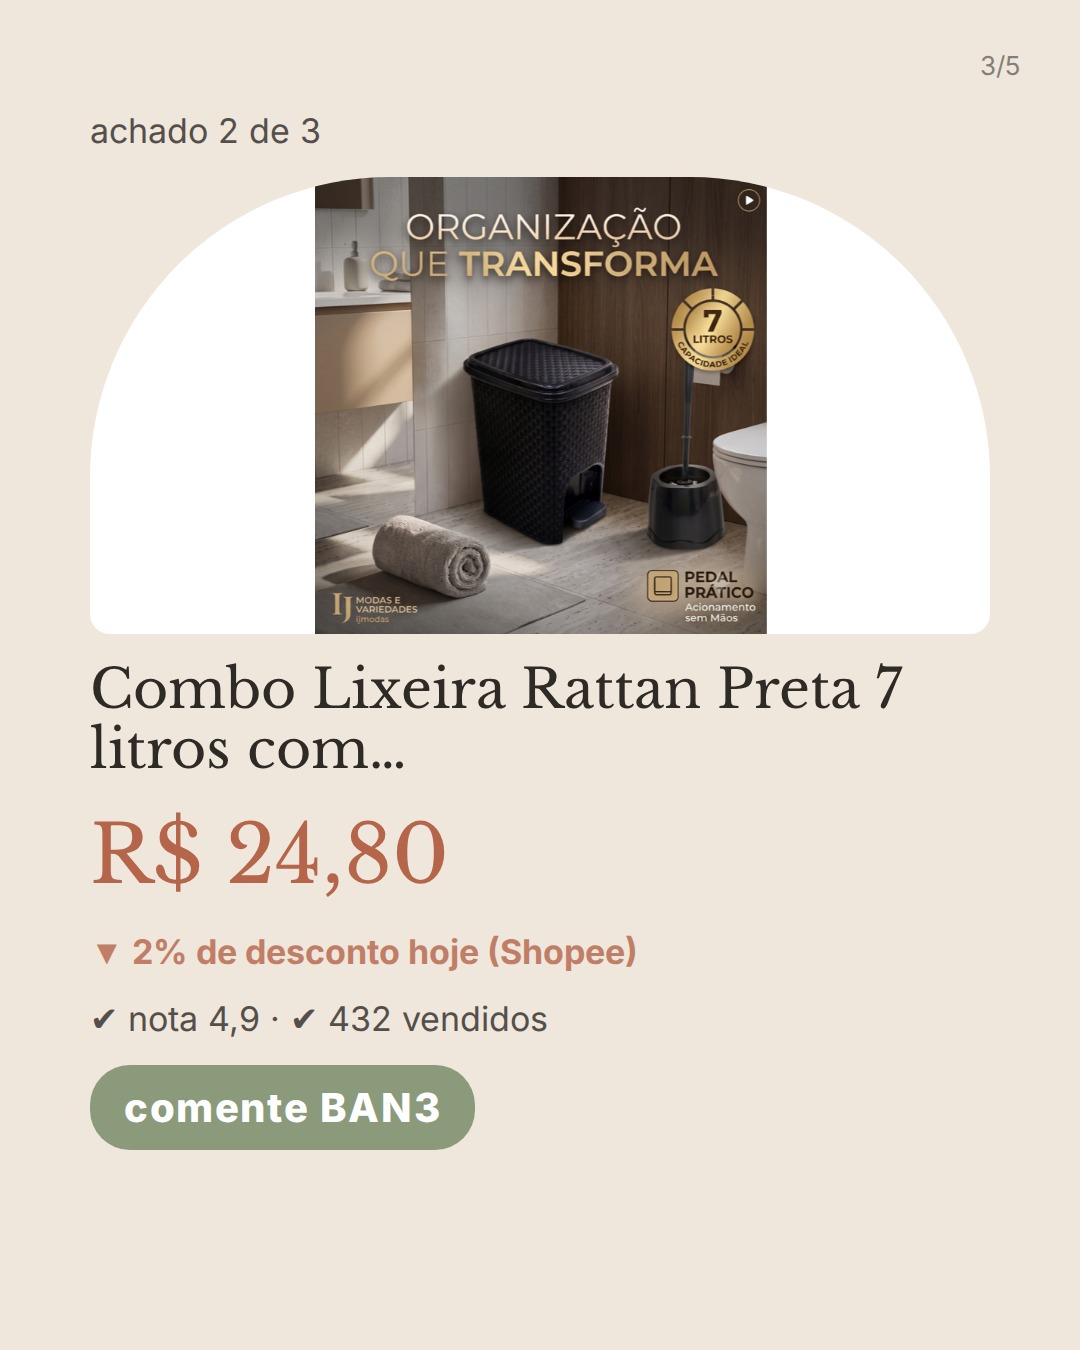 3/5
achado 2 de 3
ORGANIZAÇÃO
QUE TRANSFORMA
7
LITROS
CAPACIDADE IDEAL
PEDAL
PRÁTICO
Acionamento
sem Mãos
IJ MODAS E
VARIEDADES
ijmodas
Combo Lixeira Rattan Preta 7
litros com...
R$ 24,80
▼ 2% de desconto hoje (Shopee)
✔ nota 4,9 · ✔ 432 vendidos
comente BAN3